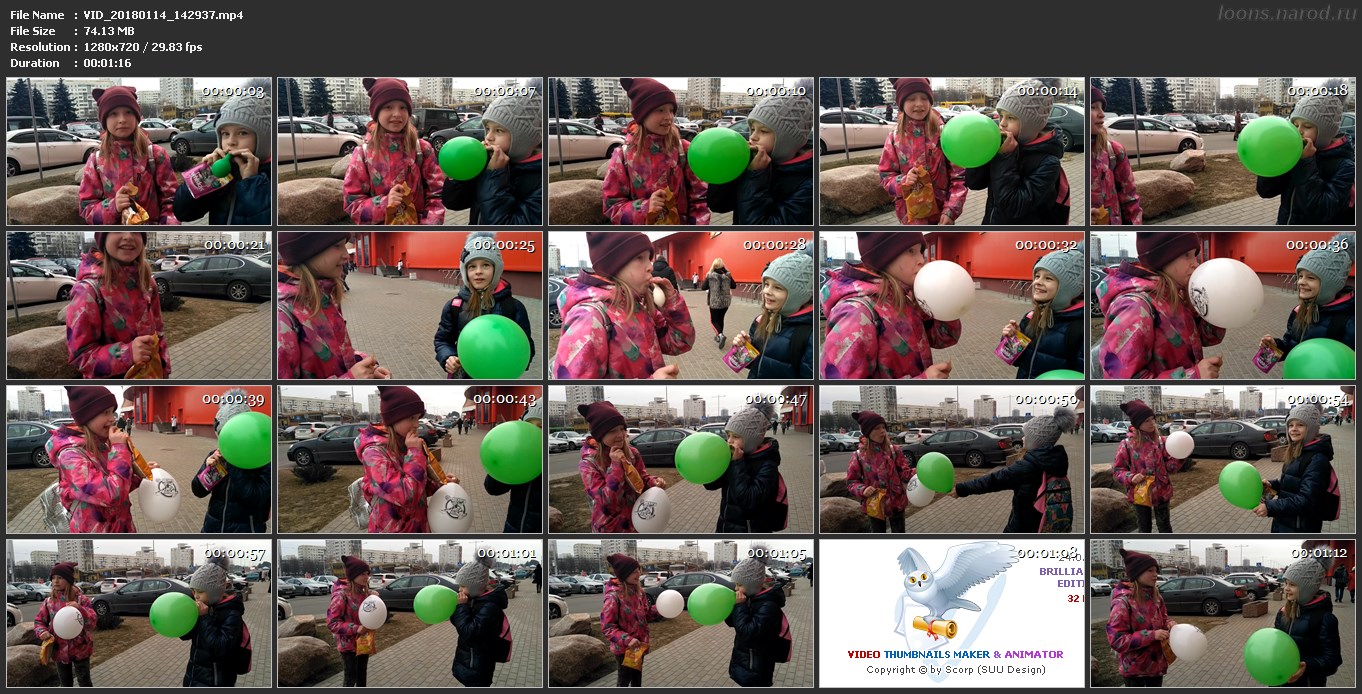 File Name : VID_20180114_142937.mp4
File Size : 74.13 MB
Resolution : 1280x720 / 29.83 fps
Duration : 00:01:16
loons.narod.ru
00:00:03
00:00:07
00:00:10
00:00:14
00:00:18
00:00:21
00:00:25
00:00:28
00:00:32
00:00:36
00:00:39
00:00:43
00:00:47
00:00:50
00:00:54
00:00:57
00:01:01
00:01:05
00:01:08
BRILLIA
EDITI
32
VIDEO THUMBNAILS MAKER & ANIMATOR
Copyright © by Scorp (SUU Design)
00:01:12